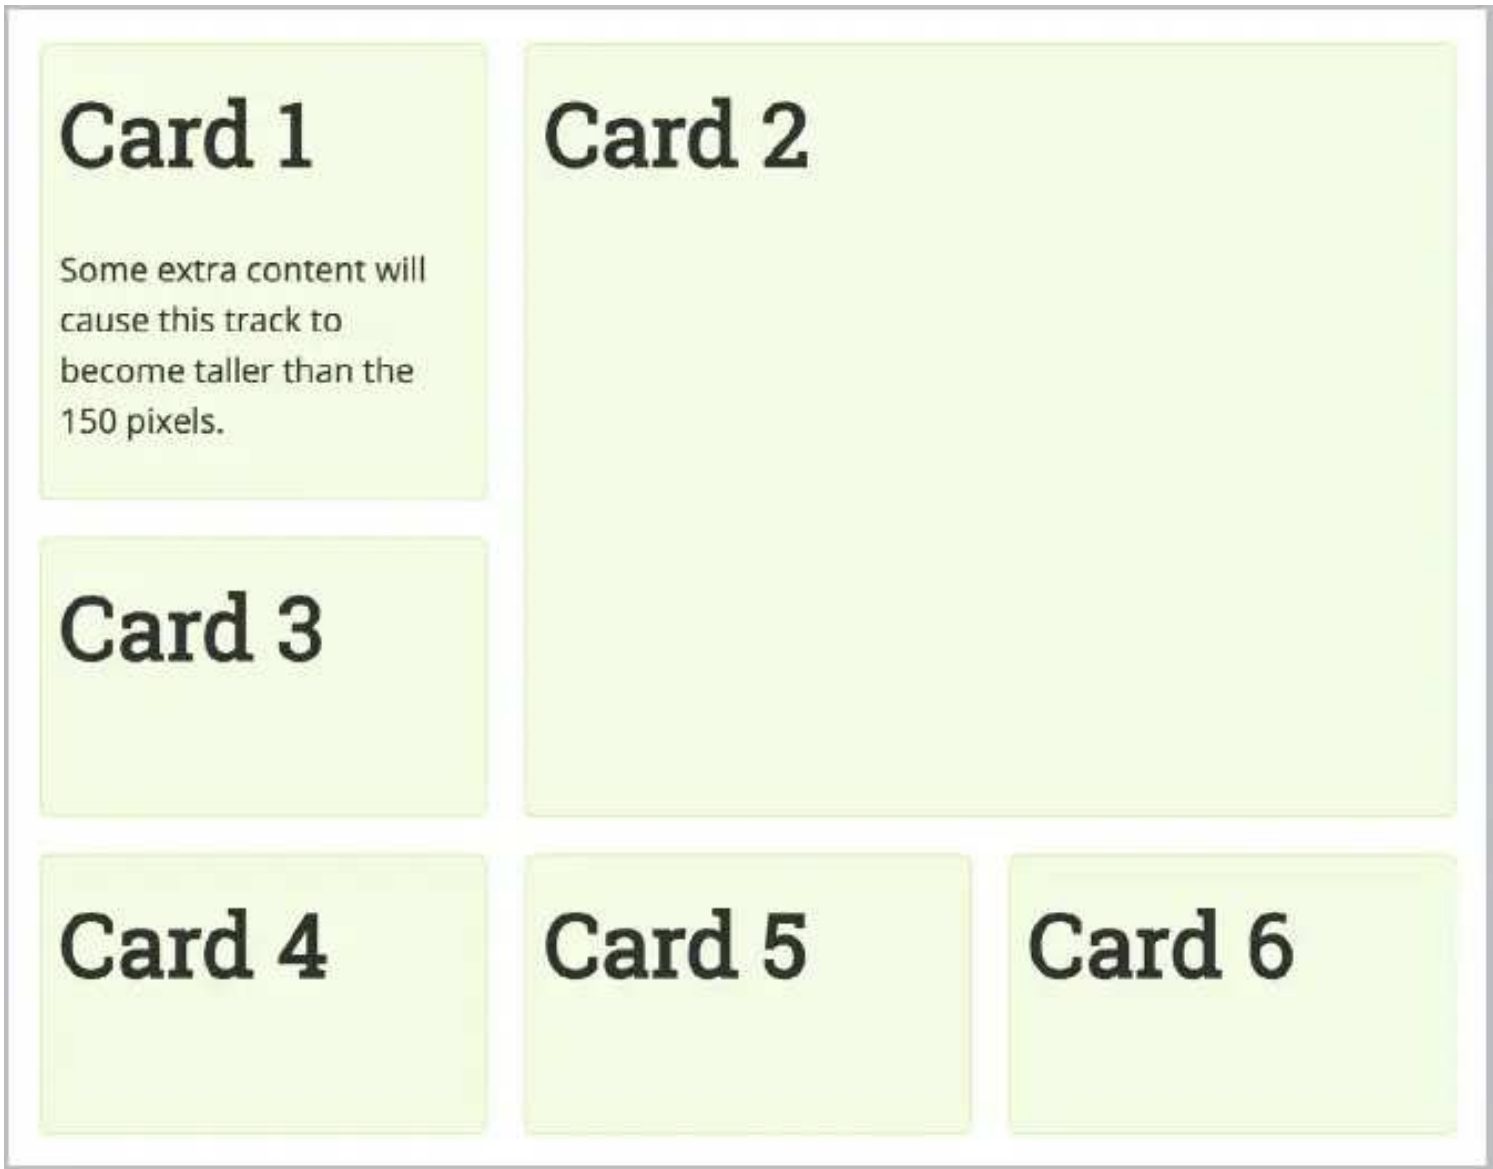 Card 1
Some extra content will
cause this track to
become taller than the
150 pixels.
Card 2
Card 3
Card 4
Card 5
Card 6